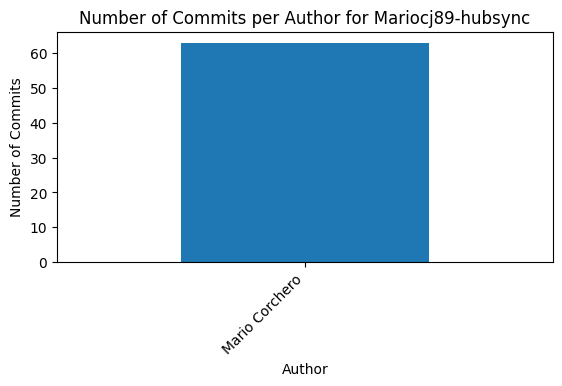 Number of Commits per Author for Mariocj89-hubsync
Number of Commits
60
50
40
30
20
10
0
Mario Corchero
Author